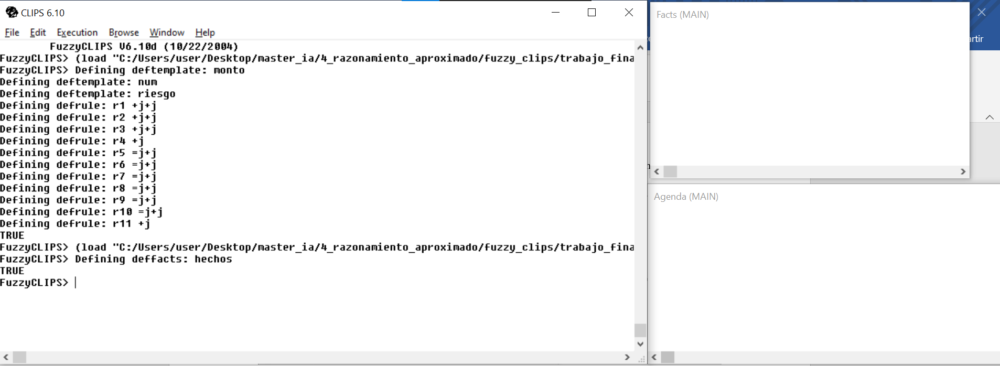 CLIPS 6.10
File Edit Execution Browse Window Help
FuzzyCLIPS V6.10d (10/22/2004)
FuzzyCLIPS> (load "C:/Users/user/Desktop/master_ia/4_razonamiento_aproximado/fuzzy_clips/trabajo_fina
FuzzyCLIPS> Defining deftemplate: monto
Defining deftemplate: num
Defining deftemplate: riesgo
Defining defrule: r1 +j+j
Defining defrule: r2 +j+j
Defining defrule: r3 +j+j
Defining defrule: r4 +j
Defining defrule: r5 =j+j
Defining defrule: r6 =j+j
Defining defrule: r7 =j+j
Defining defrule: r8 =j+j
Defining defrule: r9 =j+j
Defining defrule: r10 =j+j
Defining defrule: r11 +j
TRUE
FuzzyCLIPS> (load "C:/Users/user/Desktop/master_ia/4_razonamiento_aproximado/fuzzy_clips/trabajo_fina
FuzzyCLIPS> Defining deffacts: hechos
TRUE
FuzzyCLIPS>
Facts (MAIN)
artir
Agenda (MAIN)